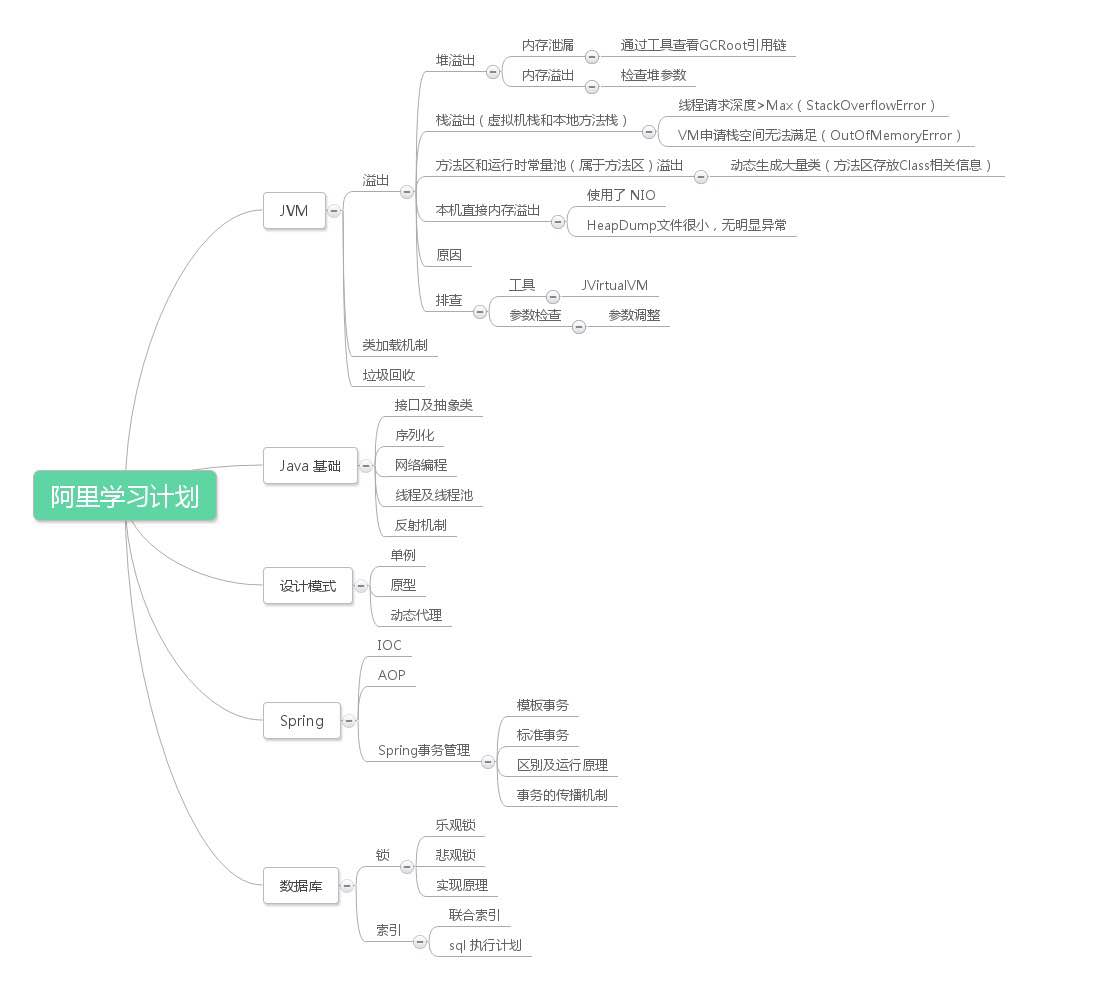 阿里学习计划
JVM
溢出
堆溢出
内存泄漏
通过工具查看GCRoot引用链
内存溢出
检查堆参数
栈溢出（虚拟机栈和本地方法栈）
线程请求深度>Max（StackOverflowError）
VM申请栈空间无法满足（OutOfMemoryError）
方法区和运行时常量池（属于方法区）溢出
动态生成大量类（方法区存放Class相关信息）
本机直接内存溢出
使用了 NIO
HeapDump文件很小，无明显异常
原因
排查
工具
JVirtualVM
参数检查
参数调整
类加载机制
垃圾回收
Java 基础
接口及抽象类
序列化
网络编程
线程及线程池
反射机制
设计模式
单例
原型
动态代理
Spring
IOC
AOP
Spring事务管理
模板事务
标准事务
区别及运行原理
事务的传播机制
数据库
锁
乐观锁
悲观锁
实现原理
索引
联合索引
sql 执行计划